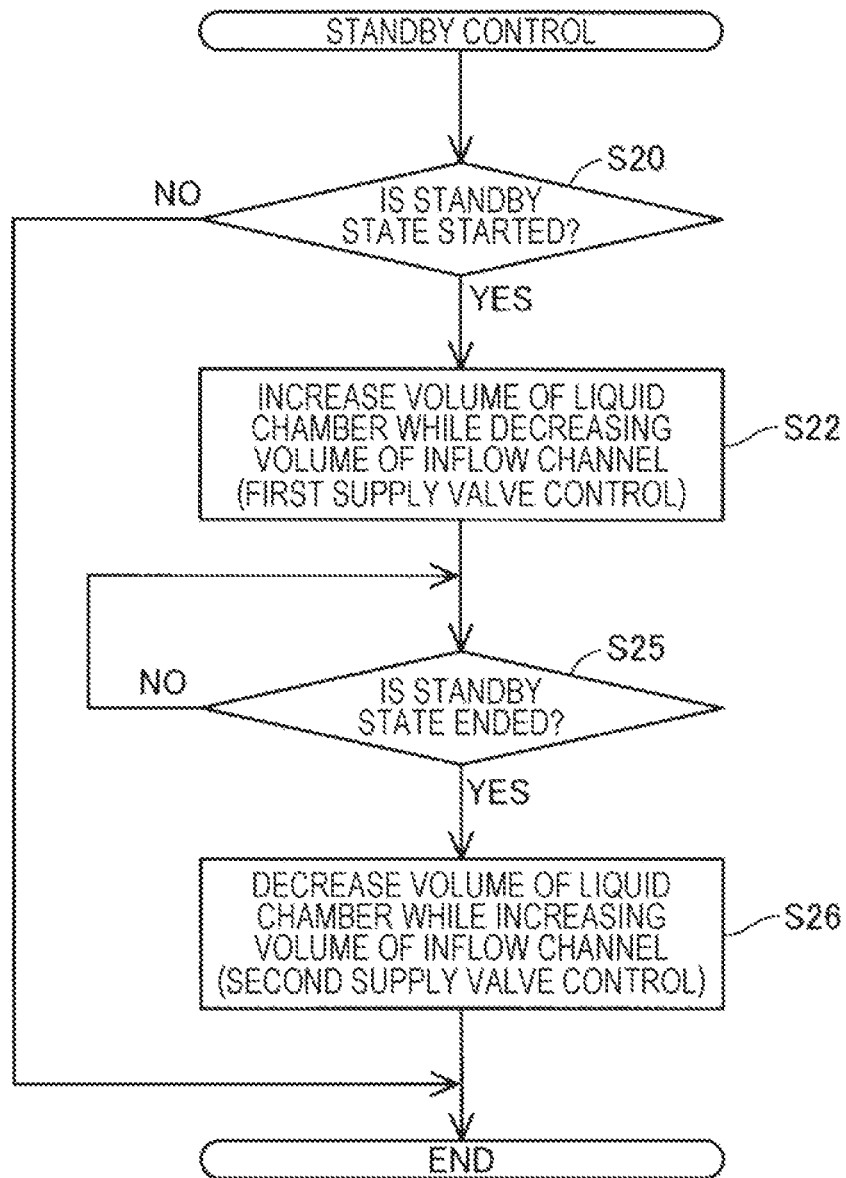 STANDBY CONTROL
S20
NO
IS STANDBY
STATE STARTED?
YES
INCREASE VOLUME OF LIQUID
CHAMBER WHILE DECREASING
VOLUME OF INFLOW CHANNEL
(FIRST SUPPLY VALVE CONTROL)
S22
S25
NO
IS STANDBY
STATE ENDED?
YES
DECREASE VOLUME OF LIQUID
CHAMBER WHILE INCREASING
VOLUME OF INFLOW CHANNEL
(SECOND SUPPLY VALVE CONTROL)
S26
END